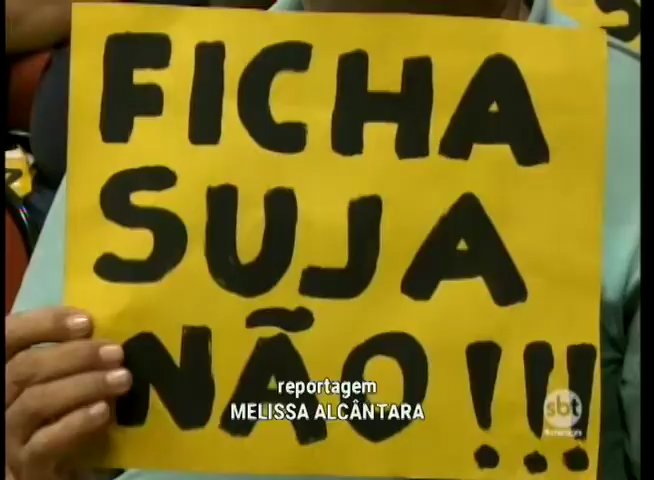 FICHA
SUJA
NÃO!!!
reportagem
MELISSA ALCÂNTARA
sbt